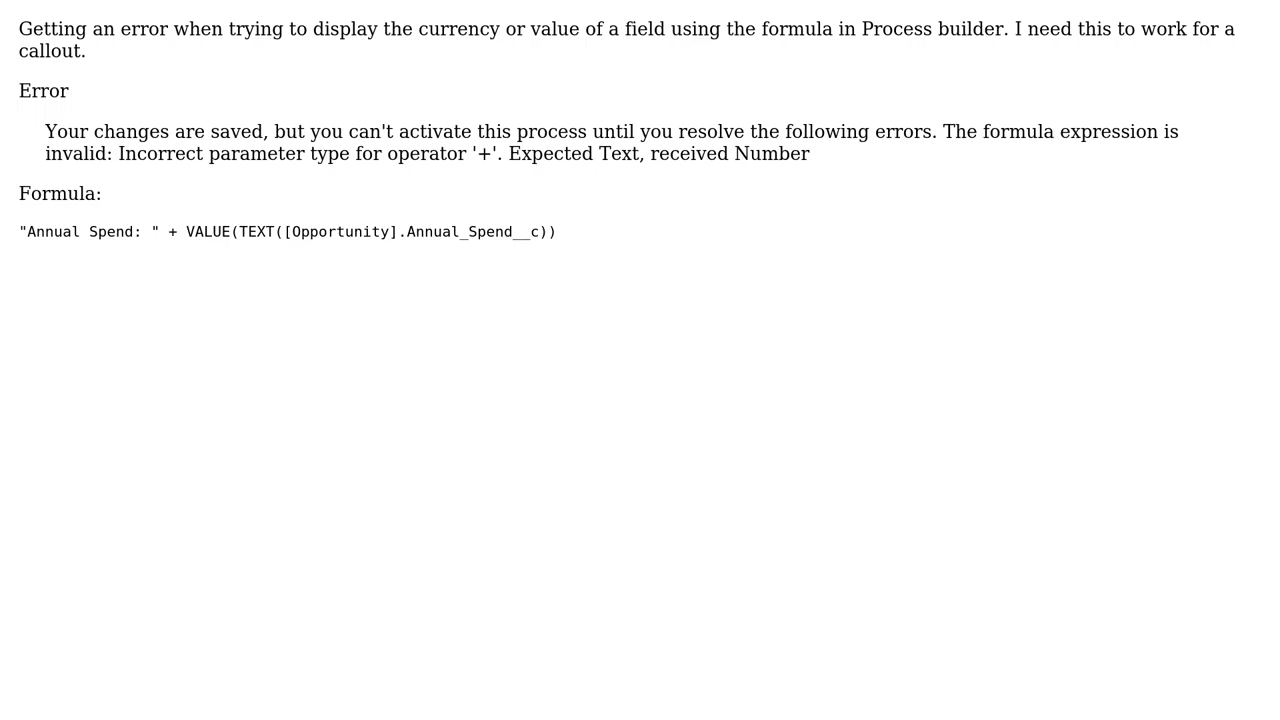 Getting an error when trying to display the currency or value of a field using the formula in Process builder. I need this to work for a
callout.
Error
Your changes are saved, but you can't activate this process until you resolve the following errors. The formula expression is
invalid: Incorrect parameter type for operator '+'. Expected Text, received Number
Formula:
"Annual Spend: " + VALUE(TEXT([Opportunity].Annual_Spend__c))